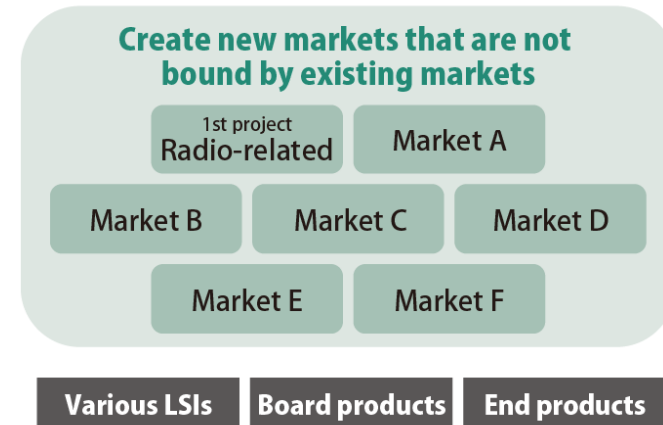 Create new markets that are not
bound by existing markets
1st project
Radio-related
Market A
Market B
Market C
Market D
Market E
Market F
Various LSIs
Board products
End products